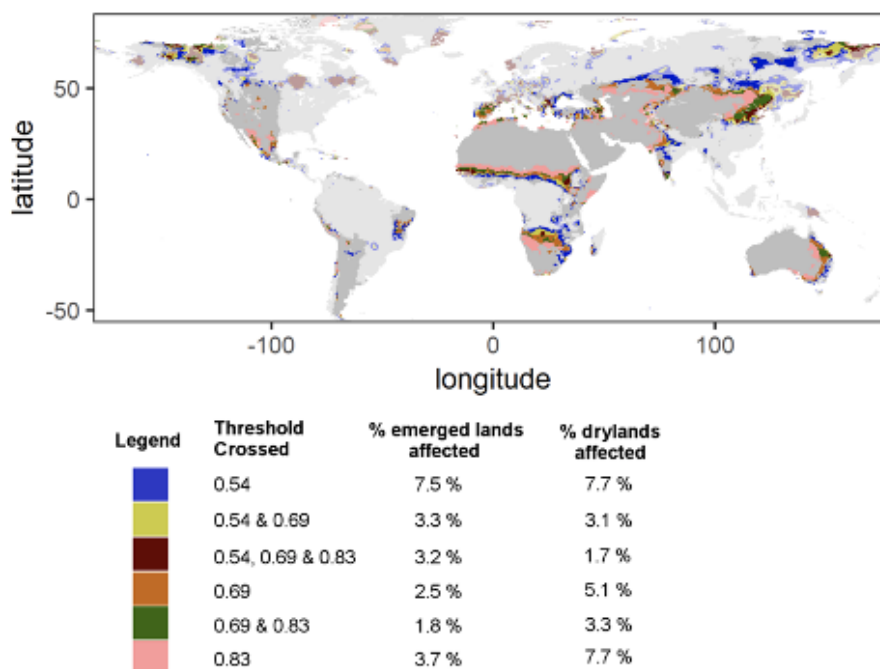 50
0
-50
latitude
-100
0
100
longitude
Legend
Threshold Crossed
% emerged lands affected
% drylands affected
0.54
7.5 %
7.7 %
0.54 & 0.69
3.3 %
3.1 %
0.54, 0.69 & 0.83
3.2 %
1.7 %
0.69
2.5 %
5.1 %
0.69 & 0.83
1.8 %
3.3 %
0.83
3.7 %
7.7 %